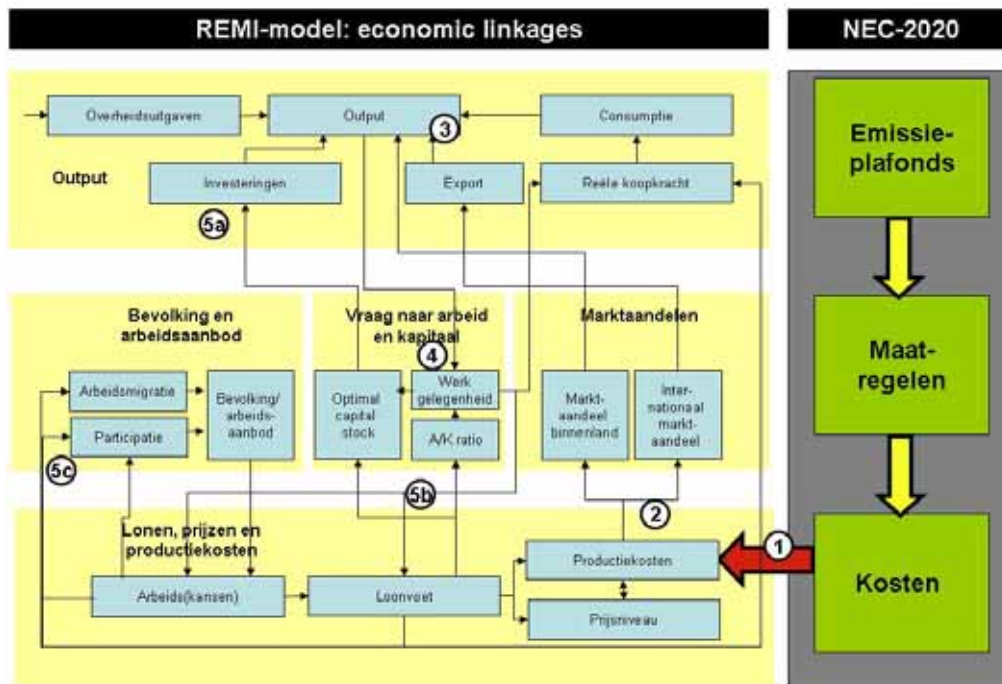 REMI-model: economic linkages
NEC-2020
Overheidsuitgaven
Output
Consumptie
3
Output
Investeringen
Export
Reële koopkracht
5a
Bevolking en
arbeidsaanbod
Vraag naar arbeid
en kapitaal
Marktaandelen
4
Arbeidsmigratie
Participatie
5c
Bevolking/
arbeids-
aanbod
Optimal
capital
stock
Werk
gelegenheid
A/K ratio
Markt-
aandeel
binnenland
Inter-
nationaal
markt-
aandeel
5b
2
Lonen, prijzen en
productiekosten
Arbeids(kansen)
Loonvoet
Productiekosten
Prijsniveau
1
Emissie-
plafonds
Maat-
regelen
Kosten